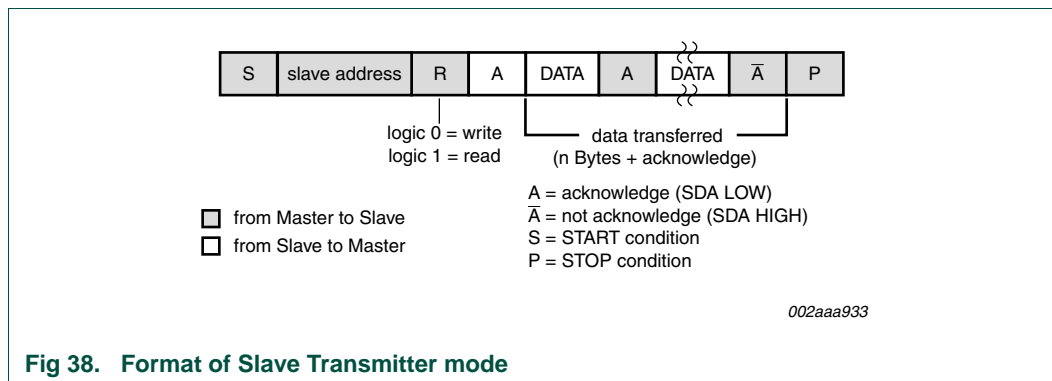 S slave address R A DATA A DATA A̅ P
logic 0 = write
logic 1 = read
data transferred
(n Bytes + acknowledge)
A = acknowledge (SDA LOW)
A̅ = not acknowledge (SDA HIGH)
S = START condition
P = STOP condition
from Master to Slave
from Slave to Master
002aaa933
Fig 38. Format of Slave Transmitter mode